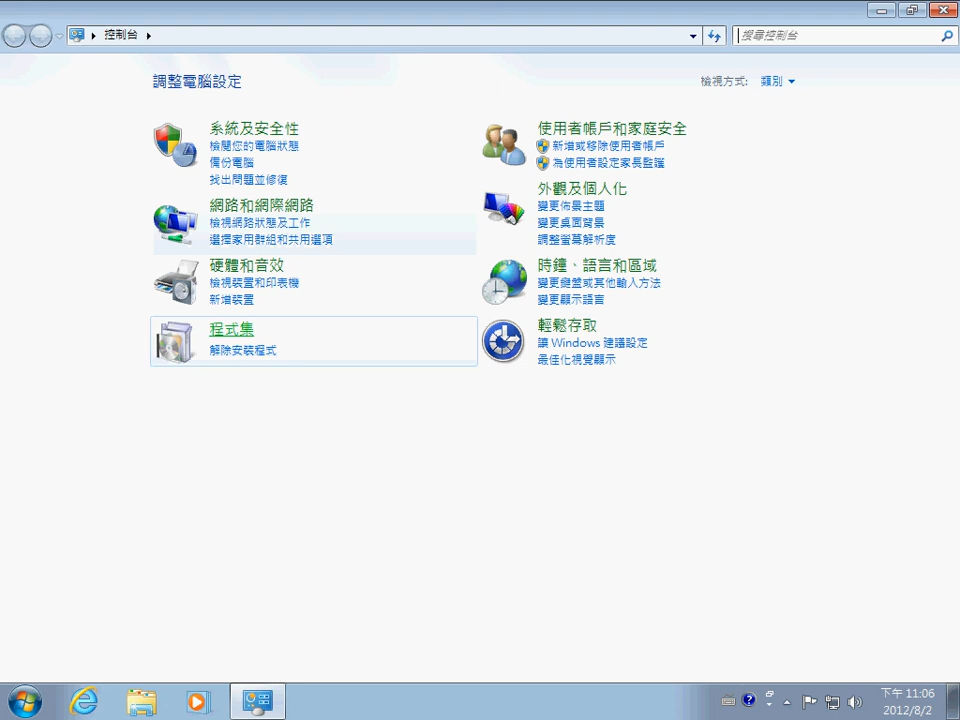 控制台
搜尋控制台
調整電腦設定
檢視方式: 類別
系統及安全性
檢閱您的電腦狀態
備份電腦
找出問題並修復
網路和網際網路
檢視網路狀態及工作
選擇家用群組和共用選項
硬體和音效
檢視裝置和印表機
新增裝置
程式集
解除安裝程式
使用者帳戶和家庭安全
新增或移除使用者帳戶
為使用者設定家長監護
外觀及個人化
變更佈景主題
變更桌面背景
調整螢幕解析度
時鐘、語言和區域
變更鍵盤或其他輸入方法
變更顯示語言
輕鬆存取
讓 Windows 建議設定
最佳化視覺顯示
下午 11:06
2012/8/2